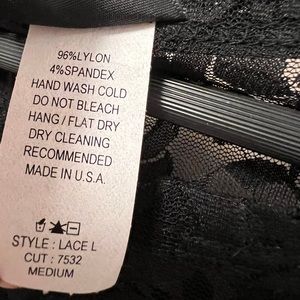 96%LYLON
4%SPANDEX
HAND WASH COLD
DO NOT BLEACH
HANG / FLAT DRY
DRY CLEANING
RECOMMENDED
MADE IN U.S.A.
STYLE : LACE L
CUT : 7532
MEDIUM